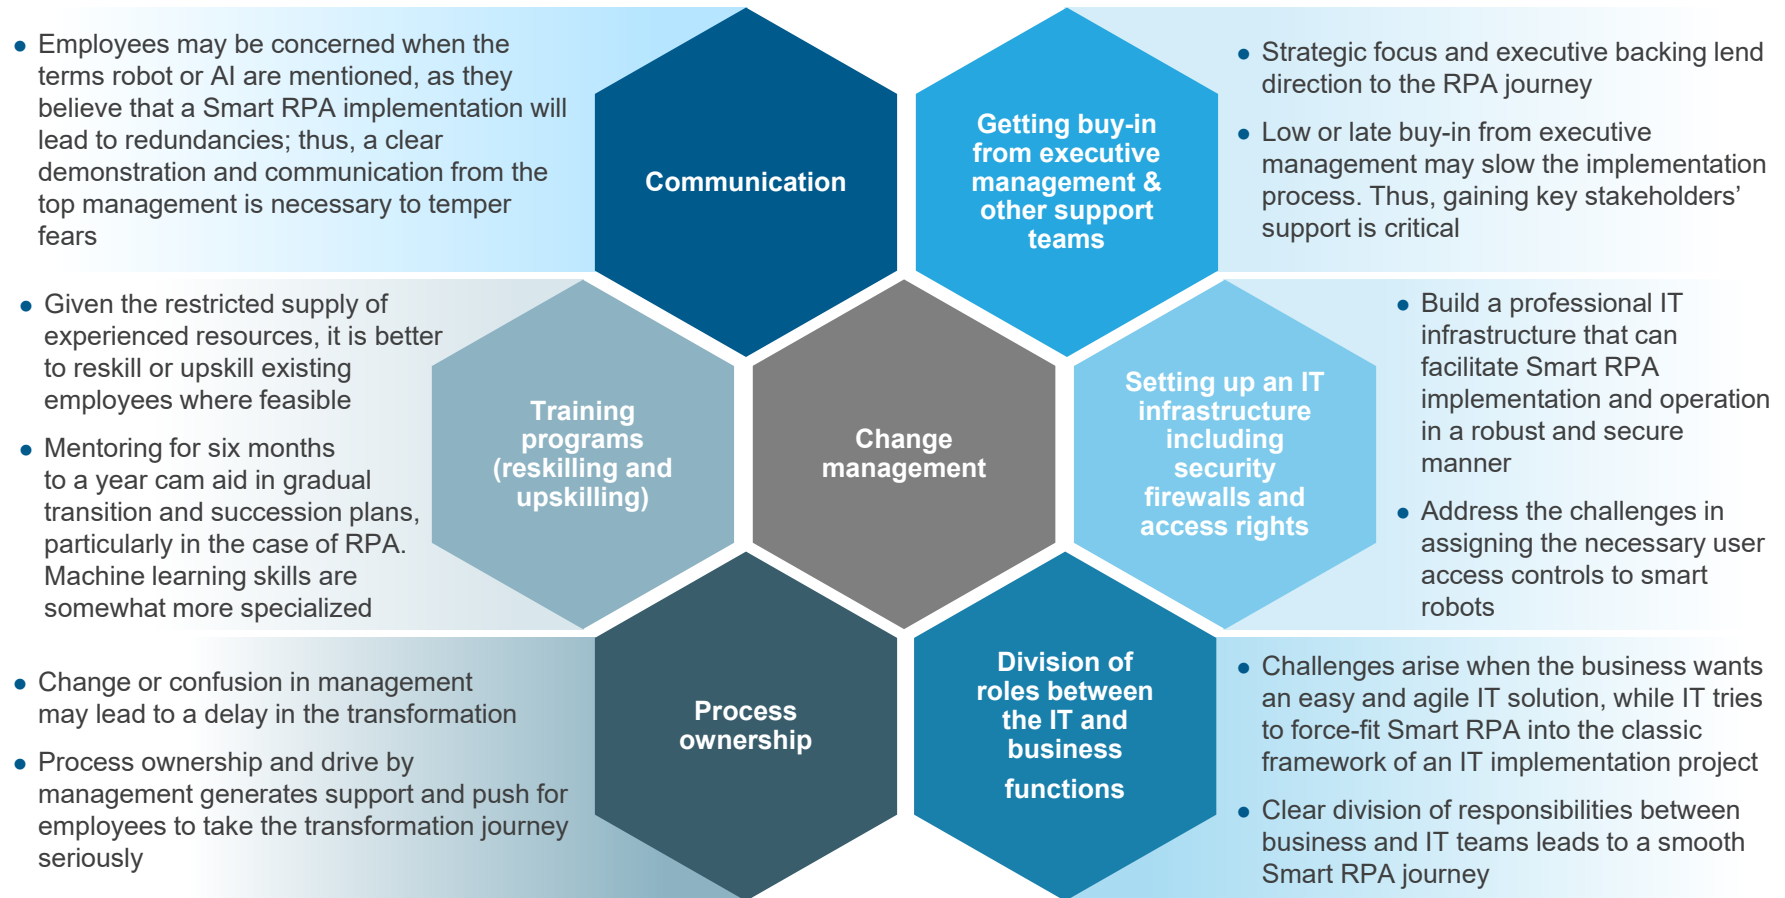 ● Employees may be concerned when the
terms robot or AI are mentioned, as they
believe that a Smart RPA implementation will
lead to redundancies; thus, a clear
demonstration and communication from the
top management is necessary to temper
fears
Communication
Getting buy-in
from executive
management &
other support
teams
● Strategic focus and executive backing lend
direction to the RPA journey
● Low or late buy-in from executive
management may slow the implementation
process. Thus, gaining key stakeholders’
support is critical
● Given the restricted supply of
experienced resources, it is better
to reskill or upskill existing
employees where feasible
● Mentoring for six months
to a year cam aid in gradual
transition and succession plans,
particularly in the case of RPA.
Machine learning skills are
somewhat more specialized
Training
programs
(reskilling and
upskilling)
Change
management
Setting up an IT
infrastructure
including
security
firewalls and
access rights
● Build a professional IT
infrastructure that can
facilitate Smart RPA
implementation and operation
in a robust and secure
manner
● Address the challenges in
assigning the necessary user
access controls to smart
robots
● Change or confusion in management
may lead to a delay in the transformation
● Process ownership and drive by
management generates support and push for
employees to take the transformation journey
seriously
Process
ownership
Division of
roles between
the IT and
business
functions
● Challenges arise when the business wants
an easy and agile IT solution, while IT tries
to force-fit Smart RPA into the classic
framework of an IT implementation project
● Clear division of responsibilities between
business and IT teams leads to a smooth
Smart RPA journey